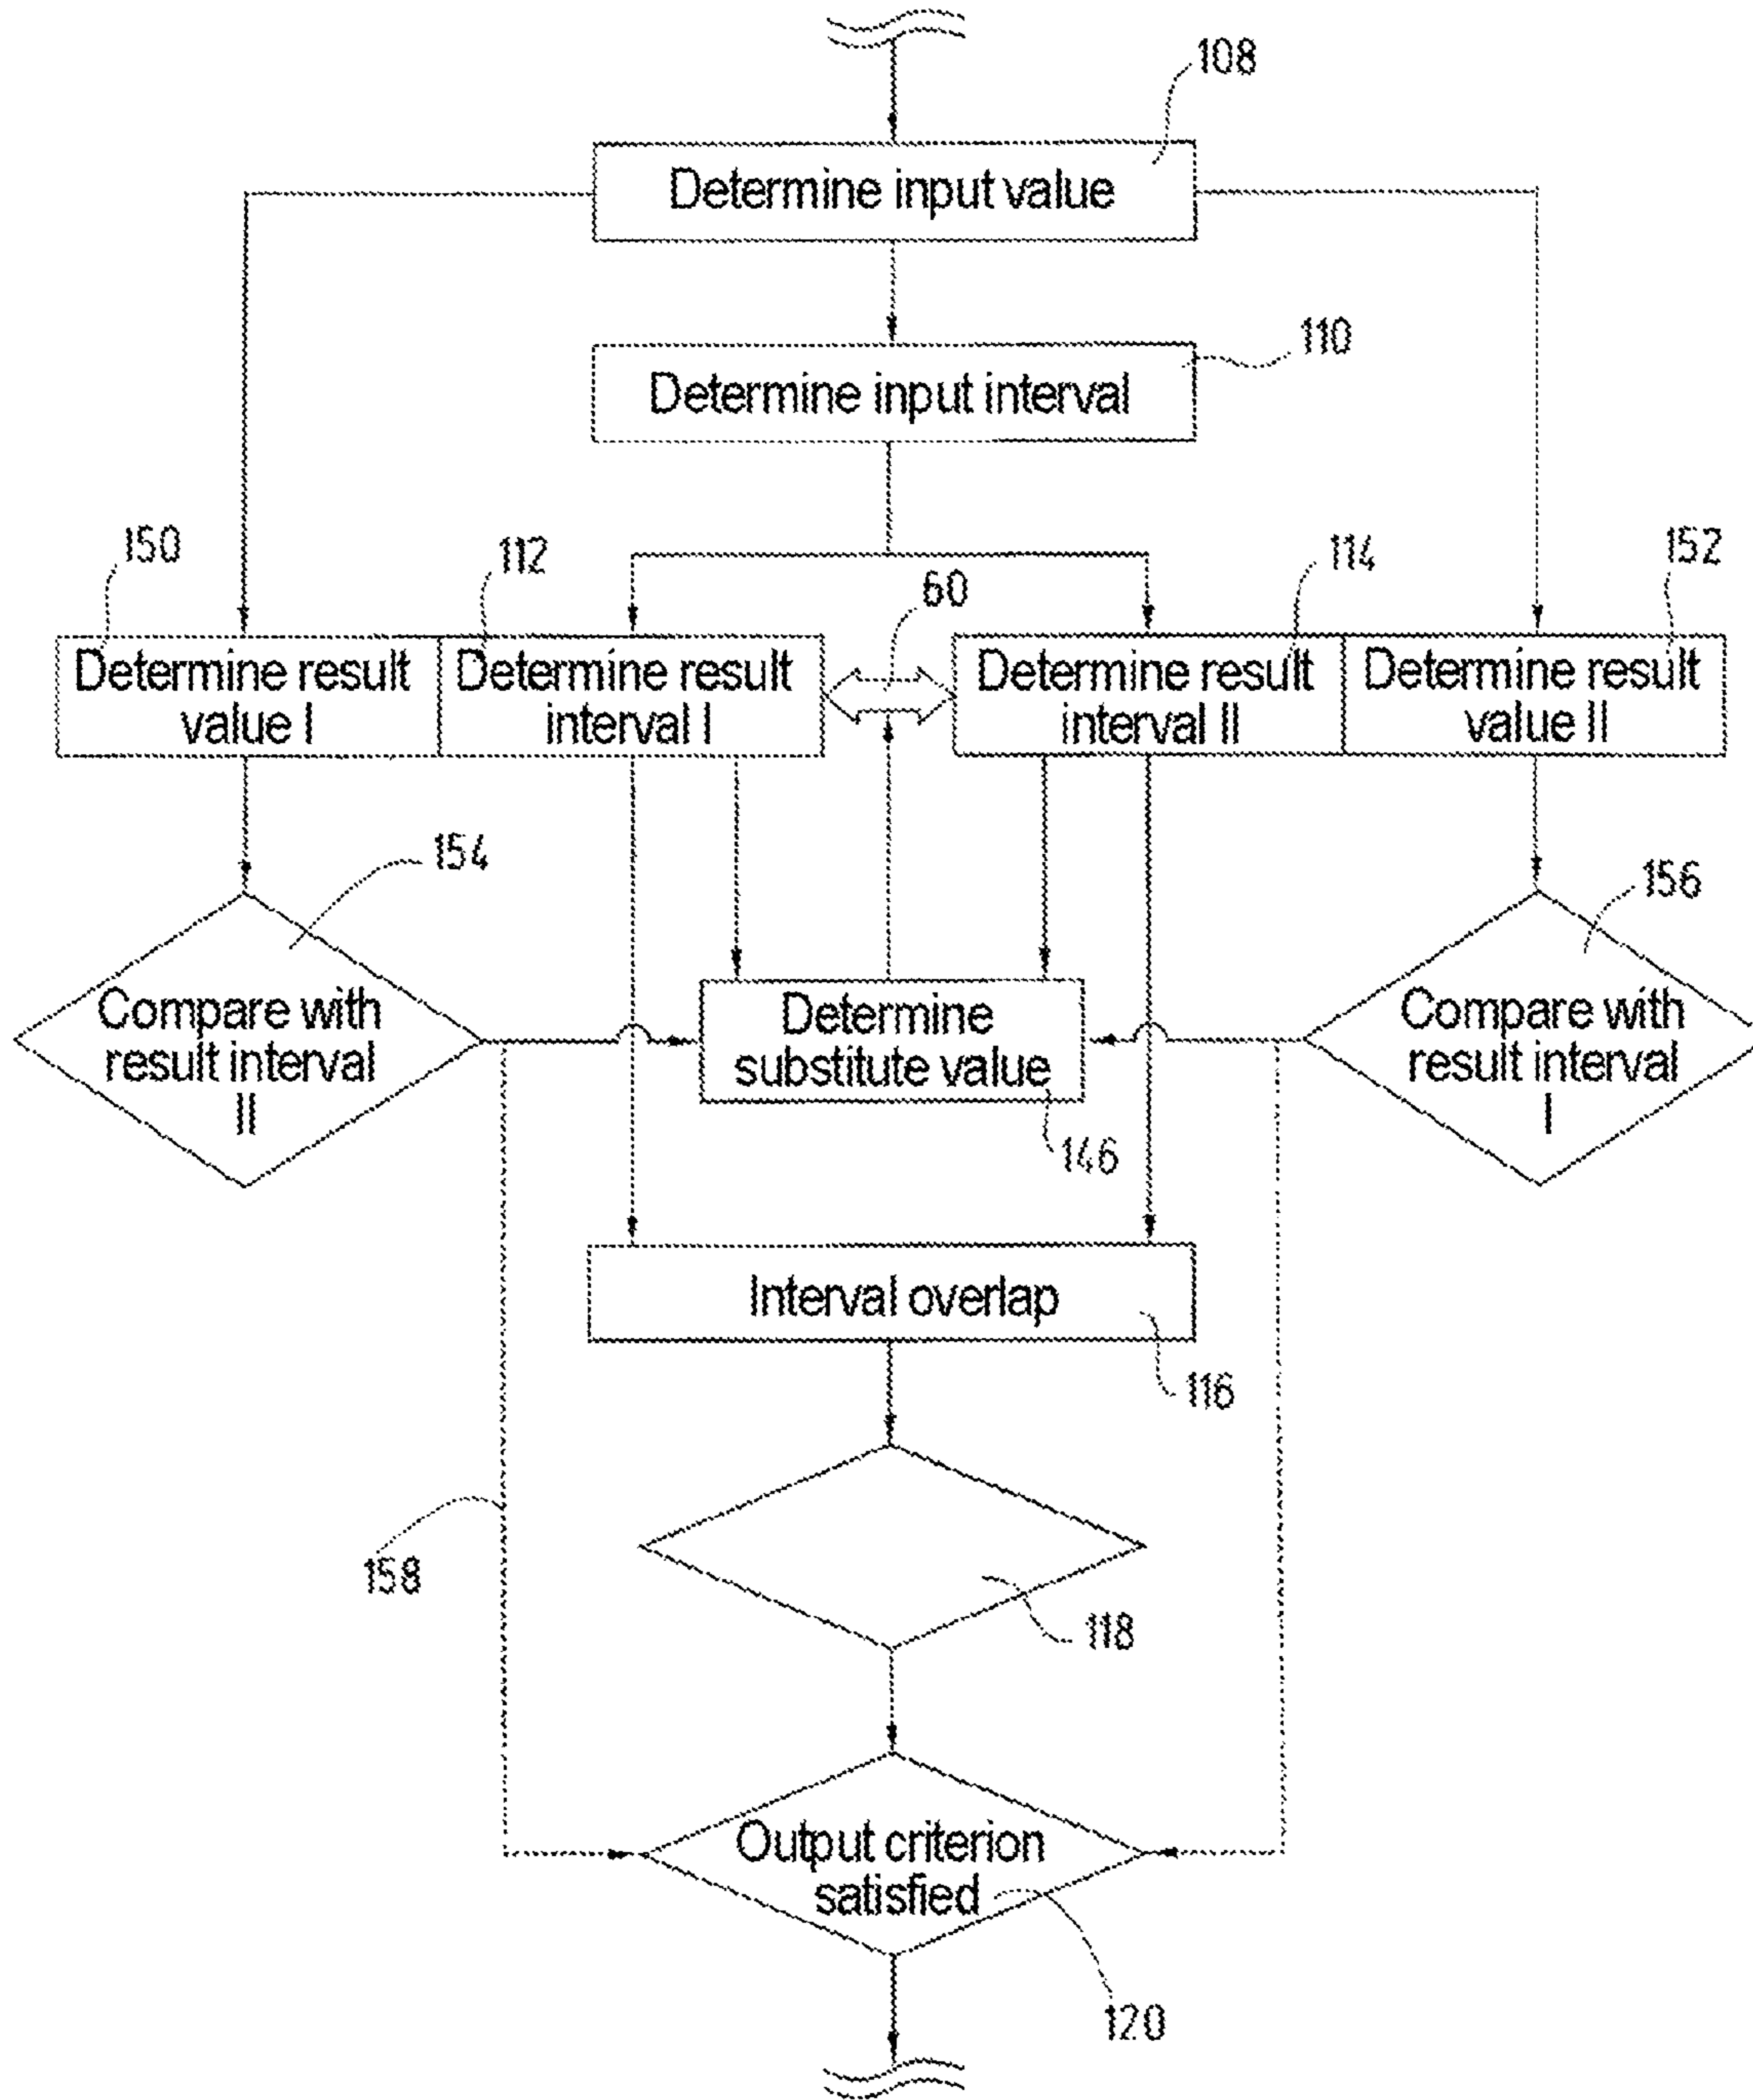 108
Determine input value
110
Determine input interval
150
112
60
114
152
Determine result
value I
Determine result
interval I
Determine result
interval II
Determine result
value II
154
156
Compare with
result interval
II
Determine
substitute value
Compare with
result interval
I
146
Interval overlap
116
158
118
Output criterion
satisfied
120